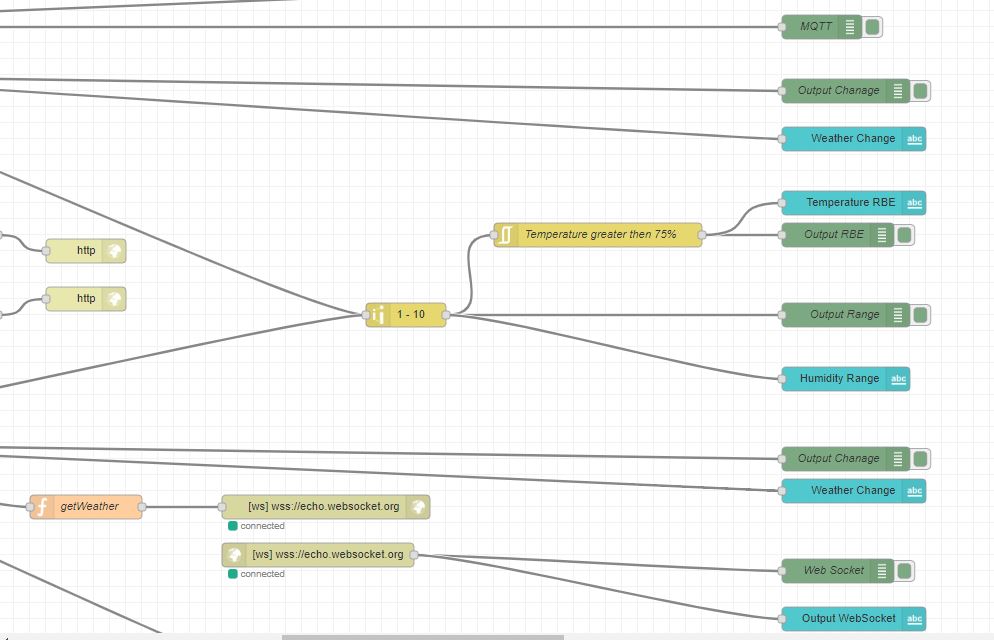 MQTT
Output Chanage
Weather Change
abc
Temperature RBE
abc
Temperature greater then 75%
Output RBE
http
http
1 - 10
Output Range
Humidity Range
abc
Output Chanage
Weather Change
abc
getWeather
[ws] wss://echo.websocket.org
connected
[ws] wss://echo.websocket.org
connected
Web Socket
Output WebSocket
abc